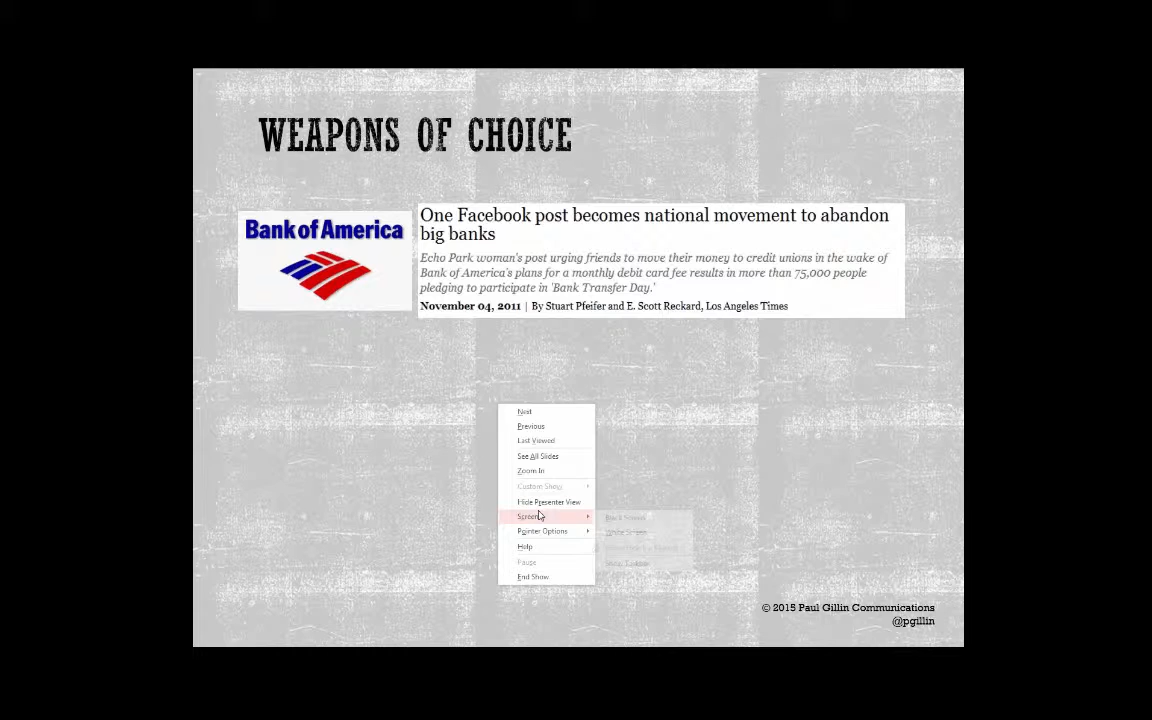 WEAPONS OF CHOICE
Bank of America
One Facebook post becomes national movement to abandon
big banks
Echo Park woman's post urging friends to move their money to credit unions in the wake of
Bank of America's plans for a monthly debit card fee results in more than 75,000 people
pledging to participate in 'Bank Transfer Day.'
November 04, 2011 | By Stuart Pfeifer and E. Scott Reckard, Los Angeles Times
Next
Previous
Last Viewed
See All Slides
Zoom In
Custom Show
Hide Presenter View
Screen
Black Screen
White Screen
Pointer Options
Help
Pause
End Show
© 2015 Paul Gillin Communications
@pgillin